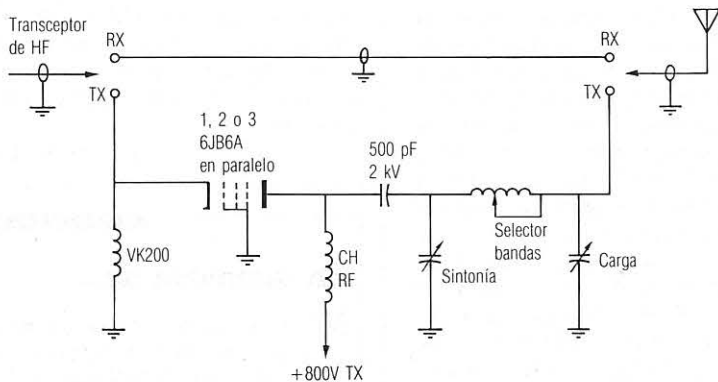 Transceptor
de HF
RX
TX
1, 2 o 3
6JB6A
en paralelo
VK200
CH
RF
+800V TX
500 pF
2 kV
Sintonía
Selector
bandas
Carga
RX
TX